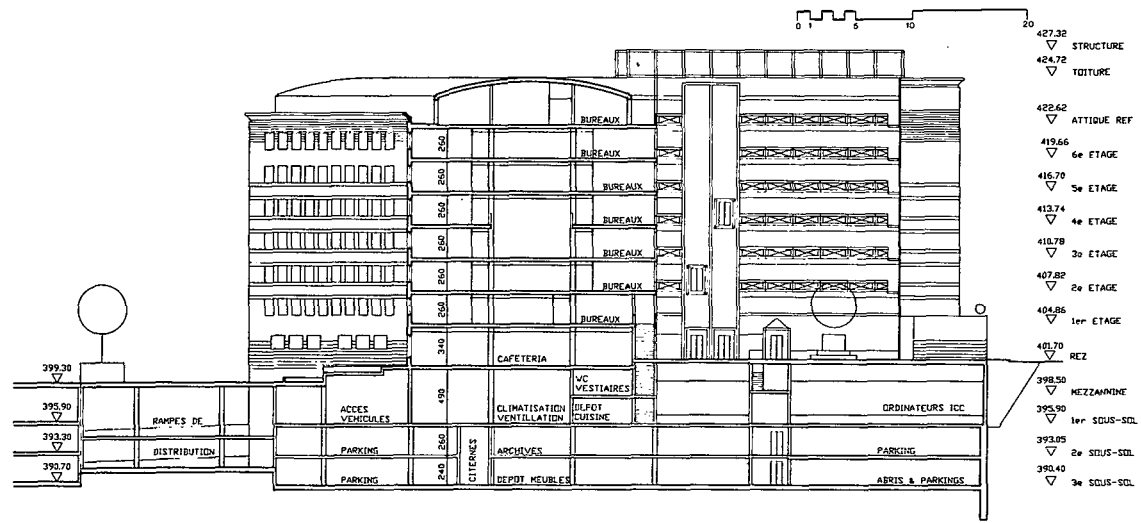 0 1 5 10 20
427.32
STRUCTURE
424.72
TOITURE
422.62
ATTIQUE REF
419.66
6e ETAGE
416.70
5e ETAGE
413.74
4e ETAGE
410.78
3e ETAGE
407.82
2e ETAGE
404.86
1er ETAGE
401.70
REZ
398.50
MEZZANNINE
395.90
1er SOUS-SOL
393.05
2e SOUS-SOL
390.40
3e SOUS-SOL
399.30
395.90
393.30
390.70
BUREAUX
260 BUREAUX
260 BUREAUX
260 BUREAUX
260 BUREAUX
260 BUREAUX
260 BUREAUX
340 CAFETERIA
490
WC
VESTIAIRES
DEPOT
CUISINE
ACCES
VEHICULES
CLIMATISATION
VENTILLATION
ORDINATEURS ICC
RAMPES DE
DISTRIBUTION
PARKING
260
CITERNES
ARCHIVES
PARKING
PARKING
240
DEPOT MEUBLES
ABRIS & PARKINGS